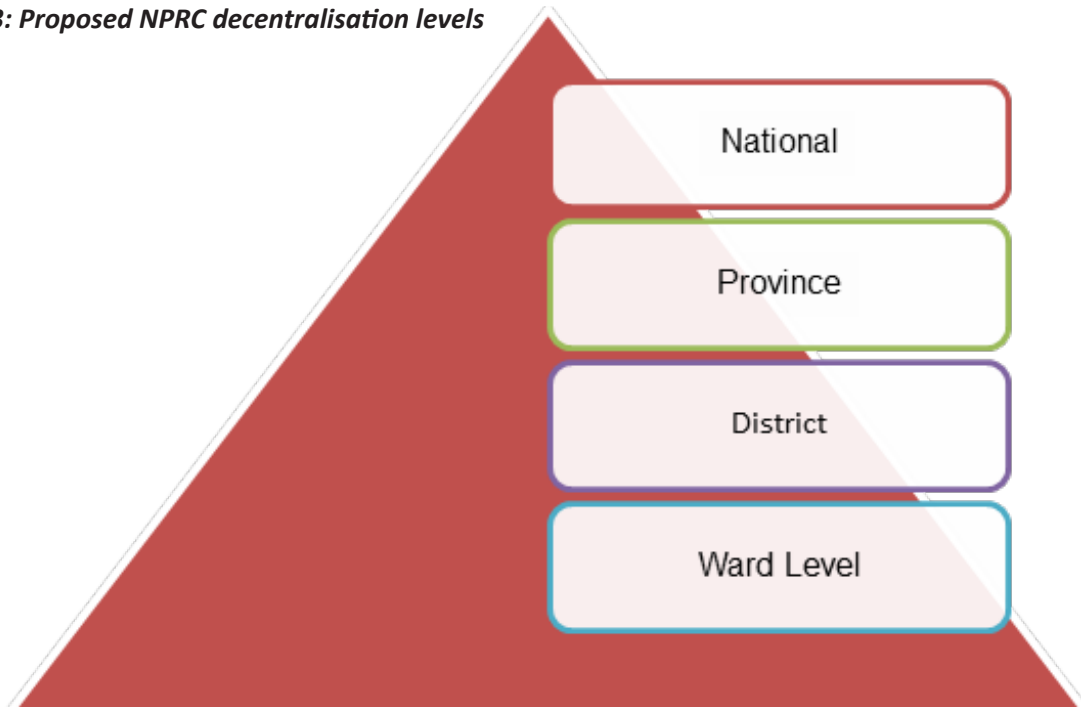 3: Proposed NPRC decentralisation levels
National
Province
District
Ward Level